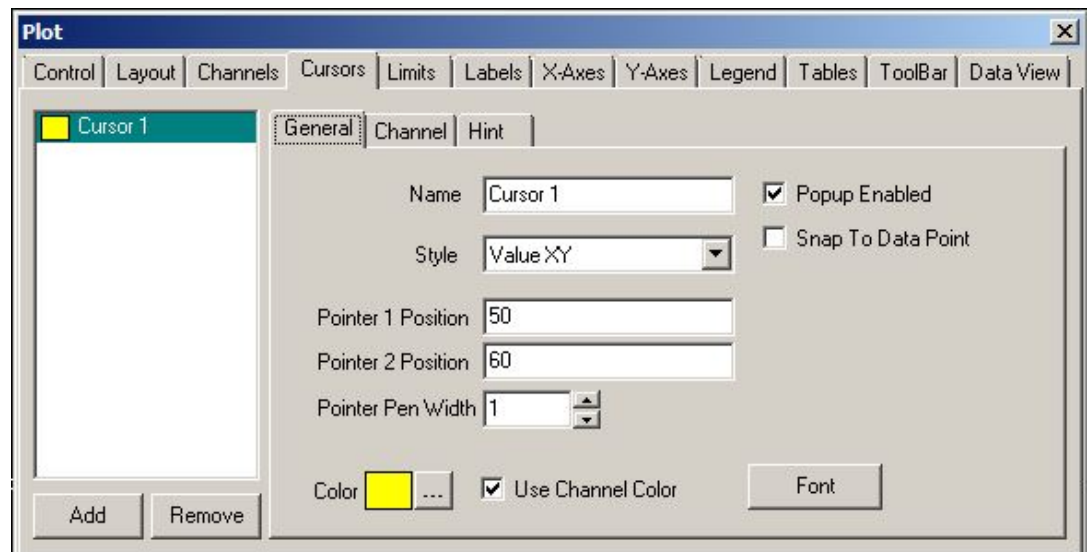 Plot
Control Layout Channels Cursors Limits Labels X-Axes Y-Axes Legend Tables ToolBar Data View
Cursor 1
General Channel Hint
Name Cursor 1 Popup Enabled
Style Value XY Snap To Data Point
Pointer 1 Position 50
Pointer 2 Position 60
Pointer Pen Width 1
Color ... Use Channel Color Font
Add Remove